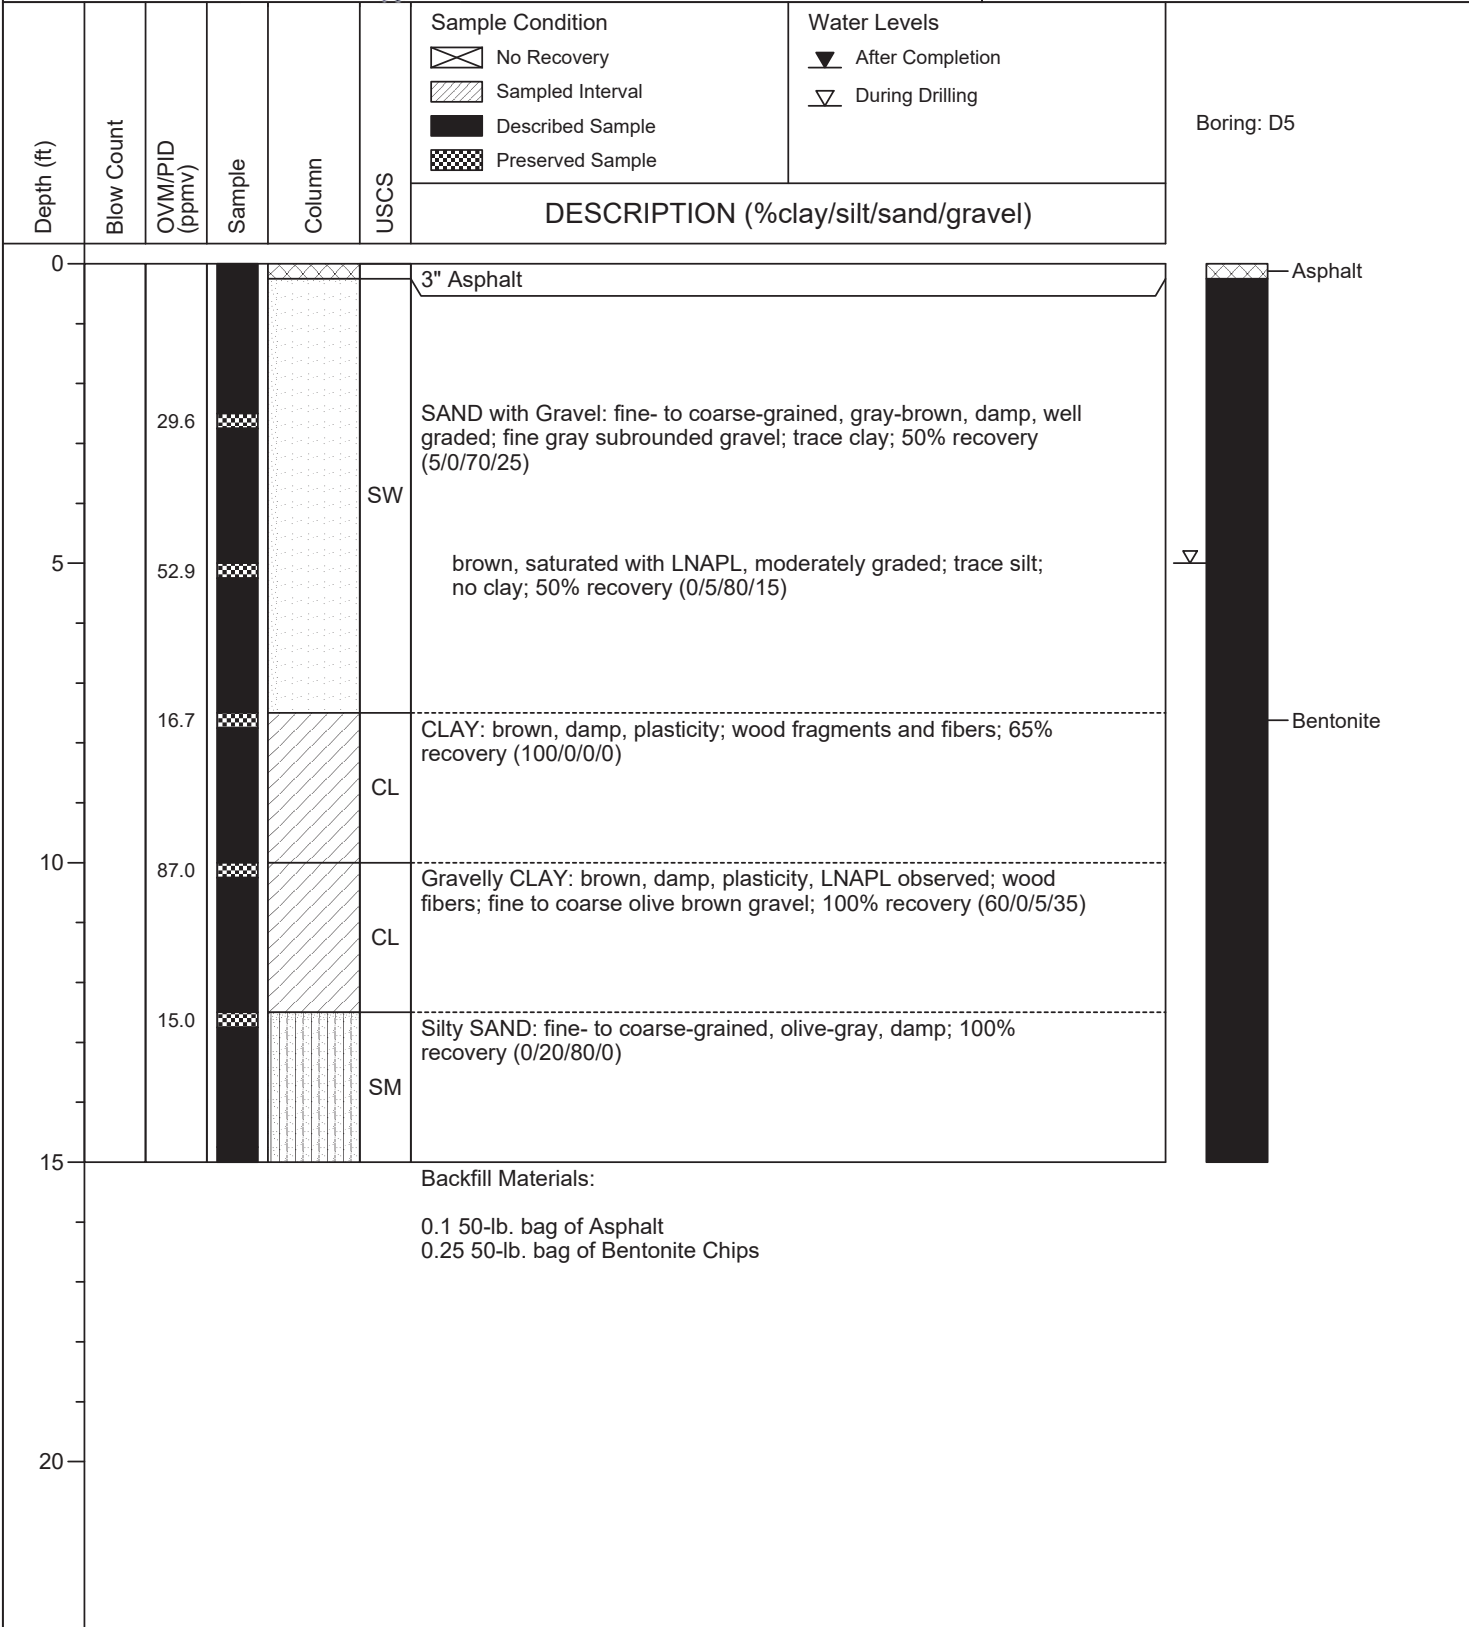 Sample Condition
No Recovery
Sampled Interval
Described Sample
Preserved Sample
Water Levels
After Completion
During Drilling
Boring: D5
Depth (ft)
Blow Count
OVM/PID
(ppmv)
Sample
Column
USCS
DESCRIPTION (%clay/silt/sand/gravel)
0
3" Asphalt
Asphalt
29.6
SAND with Gravel: fine- to coarse-grained, gray-brown, damp, well
graded; fine gray subrounded gravel; trace clay; 50% recovery
(5/0/70/25)
SW
5
52.9
brown, saturated with LNAPL, moderately graded; trace silt;
no clay; 50% recovery (0/5/80/15)
16.7
CLAY: brown, damp, plasticity; wood fragments and fibers; 65%
recovery (100/0/0/0)
Bentonite
CL
10
87.0
Gravelly CLAY: brown, damp, plasticity, LNAPL observed; wood
fibers; fine to coarse olive brown gravel; 100% recovery (60/0/5/35)
CL
15.0
Silty SAND: fine- to coarse-grained, olive-gray, damp; 100%
recovery (0/20/80/0)
SM
15
Backfill Materials:
0.1 50-lb. bag of Asphalt
0.25 50-lb. bag of Bentonite Chips
20